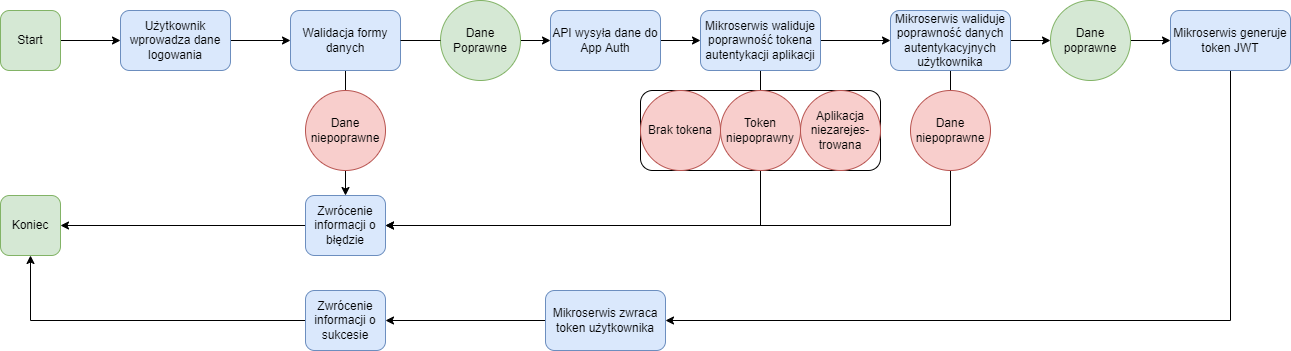 Start
Użytkownik
wprowadza dane
logowania
Walidacja formy
danych
Dane
Poprawne
API wysyła dane do
App Auth
Mikroserwis waliduje
poprawność tokena
autentykacji aplikacji
Mikroserwis waliduje
poprawność danych
autentykacyjnych
użytkownika
Dane
poprawne
Mikroserwis generuje
token JWT
Dane
niepoprawne
Brak tokena
Token
niepoprawny
Aplikacja
niezarejes-
trowana
Dane
niepoprawne
Koniec
Zwrócenie
informacji o
błędzie
Zwrócenie
informacji o
sukcesie
Mikroserwis zwraca
token użytkownika